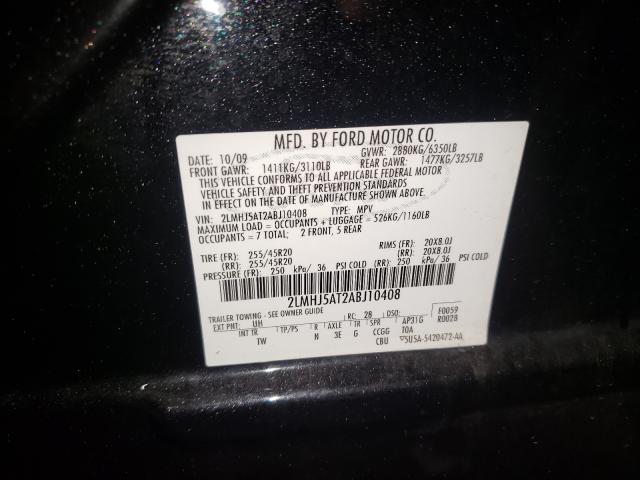 MFD. BY FORD MOTOR CO.
DATE: 10/09 GVWR: 2880KG/6350LB
FRONT GAWR: 1411KG/3110LB REAR GAWR: 1477KG/3257LB
THIS VEHICLE CONFORMS TO ALL APPLICABLE FEDERAL MOTOR
VEHICLE SAFETY AND THEFT PREVENTION STANDARDS
IN EFFECT ON THE DATE OF MANUFACTURE SHOWN ABOVE.
VIN: 2LMHJ5AT2ABJ10408 TYPE: MPV
MAXIMUM LOAD = OCCUPANTS + LUGGAGE = 526KG/1160LB
OCCUPANTS = 7 TOTAL; 2 FRONT, 5 REAR
TIRE (FR): 255/45R20 RIMS (FR): 20X8.0J
(RR): 255/45R20 (RR): 20X8.0J
PRESSURE (FR): 250 kPa/ 36 PSI COLD (RR): 250 kPa/ 36 PSI COLD
2LMHJ5AT2ABJ10408
TRAILER TOWING - SEE OWNER GUIDE RC: 28 DSO: F0059
EXT PNT: UH AP31G R0028
INT TR TP/PS R AXLE TR SPR
TW N 3E G CCGG TOA
CBU 5U5A-5420472-AA